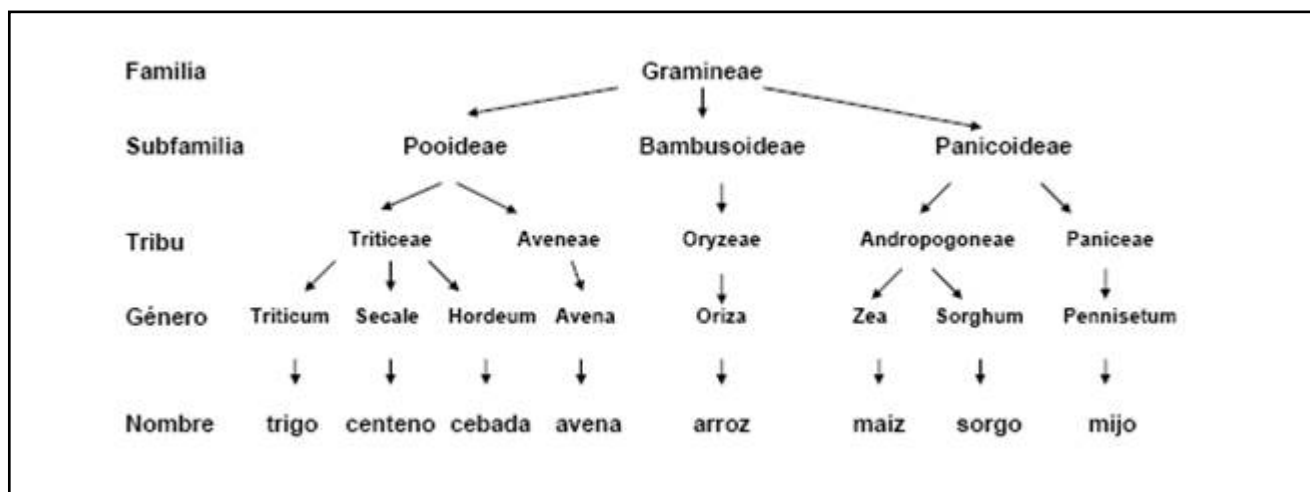 Familia Gramineae
Subfamilia Pooideae Bambusoideae Panicoideae
Tribu Triticeae Aveneae Oryzeae Andropogoneae Paniceae
Género Triticum Secale Hordeum Avena Oriza Zea Sorghum Pennisetum
Nombre trigo centeno cebada avena arroz maiz sorgo mijo